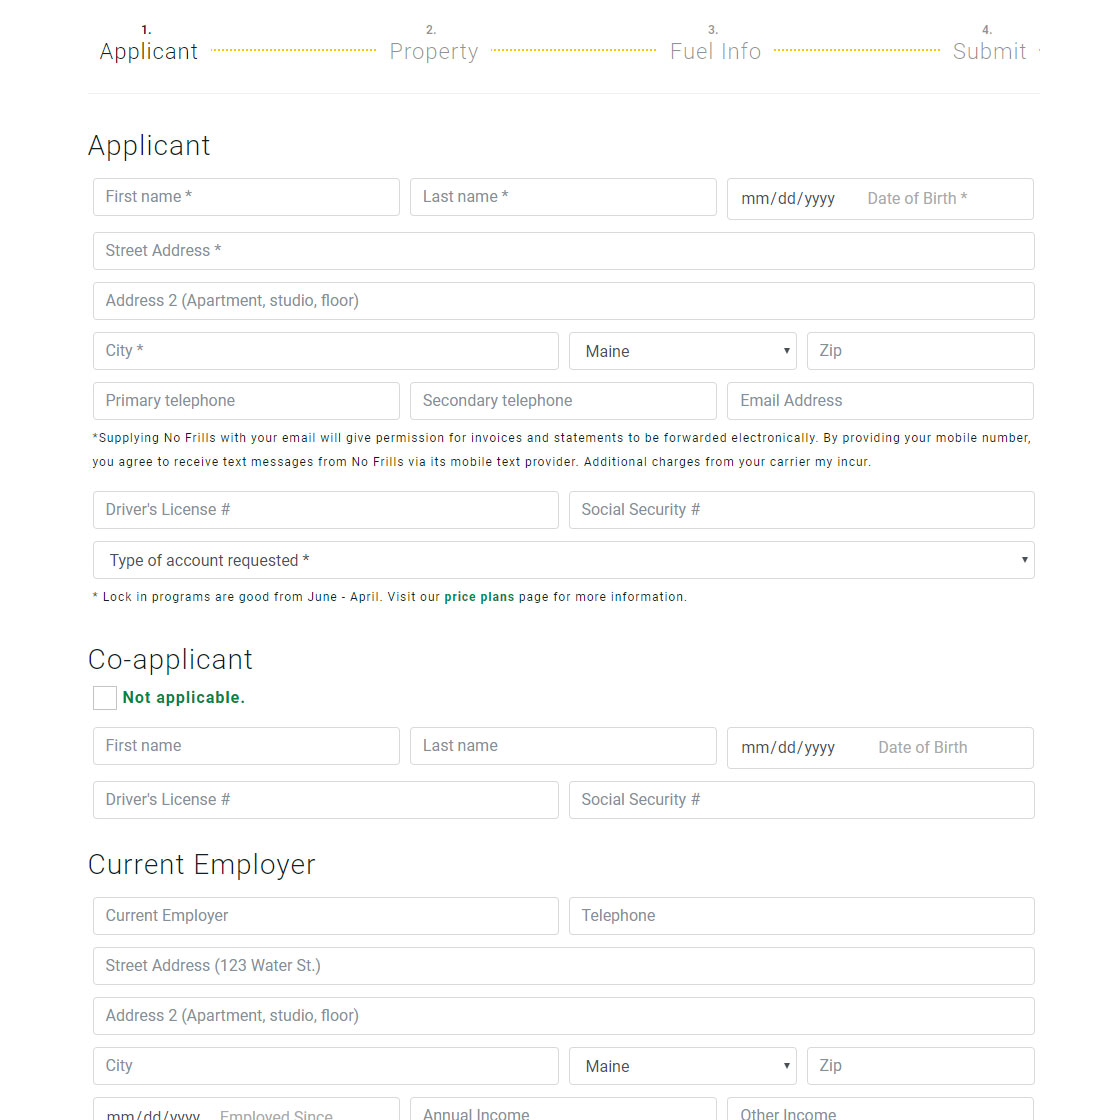 1. 2. 3. 4.
Applicant Property Fuel Info Submit
Applicant
First name * Last name * mm/dd/yyyy Date of Birth *
Street Address *
Address 2 (Apartment, studio, floor)
City * Maine Zip
Primary telephone Secondary telephone Email Address
*Supplying No Frills with your email will give permission for invoices and statements to be forwarded electronically. By providing your mobile number,
you agree to receive text messages from No Frills via its mobile text provider. Additional charges from your carrier my incur.
Driver's License # Social Security #
Type of account requested *
* Lock in programs are good from June - April. Visit our price plans page for more information.
Co-applicant
Not applicable.
First name Last name mm/dd/yyyy Date of Birth
Driver's License # Social Security #
Current Employer
Current Employer Telephone
Street Address (123 Water St.)
Address 2 (Apartment, studio, floor)
City Maine Zip
mm/dd/yyyy Employed Since Annual Income Other Income